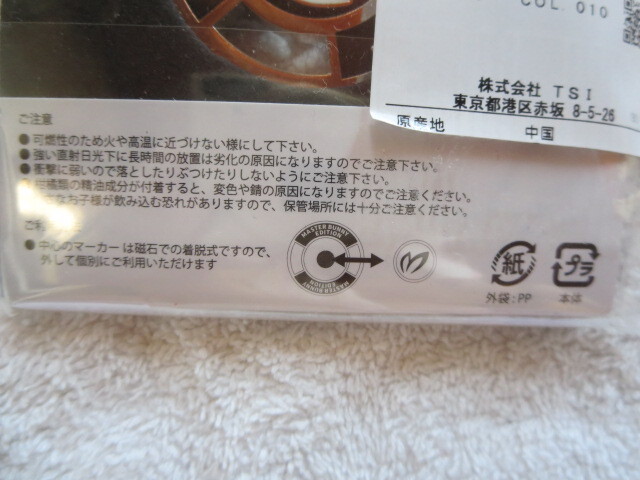 COL. 010
株式会社 TSI
東京都港区赤坂 8-5-26
原産地 中国
ご注意
●可燃性のため火や高温に近づけない様にして下さい。
●強い直射日光下に長時間の放置は劣化の原因になりますのでご注意下さい。
●衝撃に弱いので落としたりぶつけたりしないようにご注意下さい。
柑橘類の精油成分が付着すると、変色や錆の原因になりますのでご注意ください。
さなお子様が飲み込む恐れがありますので、保管場所には十分ご注意ください。
ご利
●中心のマーカーは磁石での着脱式ですので、
外して個別にご利用いただけます
MASTER BUNNY
EDITION
MASTER BUNNY
EDITION
紙
プラ
外袋:PP
本体